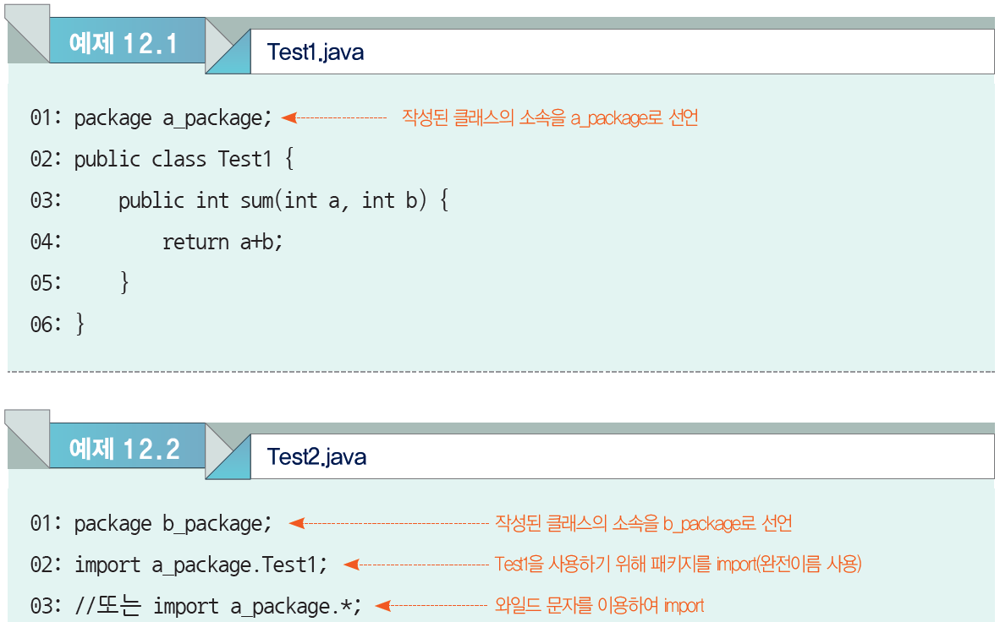 예제 12.1
Test1.java
01: package a_package; 작성된 클래스의 소속을 a_package로 선언
02: public class Test1 {
03:     public int sum(int a, int b) {
04:         return a+b;
05:     }
06: }
예제 12.2
Test2.java
01: package b_package; 작성된 클래스의 소속을 b_package로 선언
02: import a_package.Test1; Test1을 사용하기 위해 패키지를 import(완전이름 사용)
03: //또는 import a_package.*; 와일드 문자를 이용하여 import